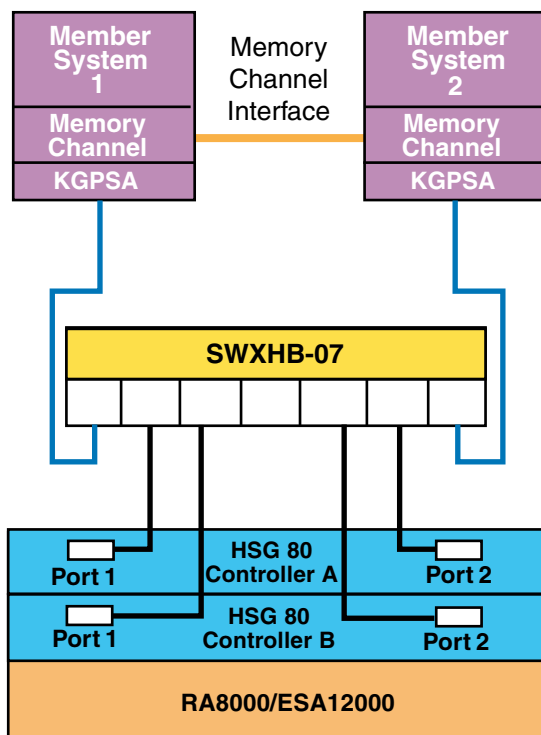 Member
System
1
Memory
Channel
KGPSA
Memory
Channel
Interface
Member
System
2
Memory
Channel
KGPSA
SWXHB-07
HSG 80
Controller A
Port 1
Port 2
HSG 80
Controller B
Port 1
Port 2
RA8000/ESA12000